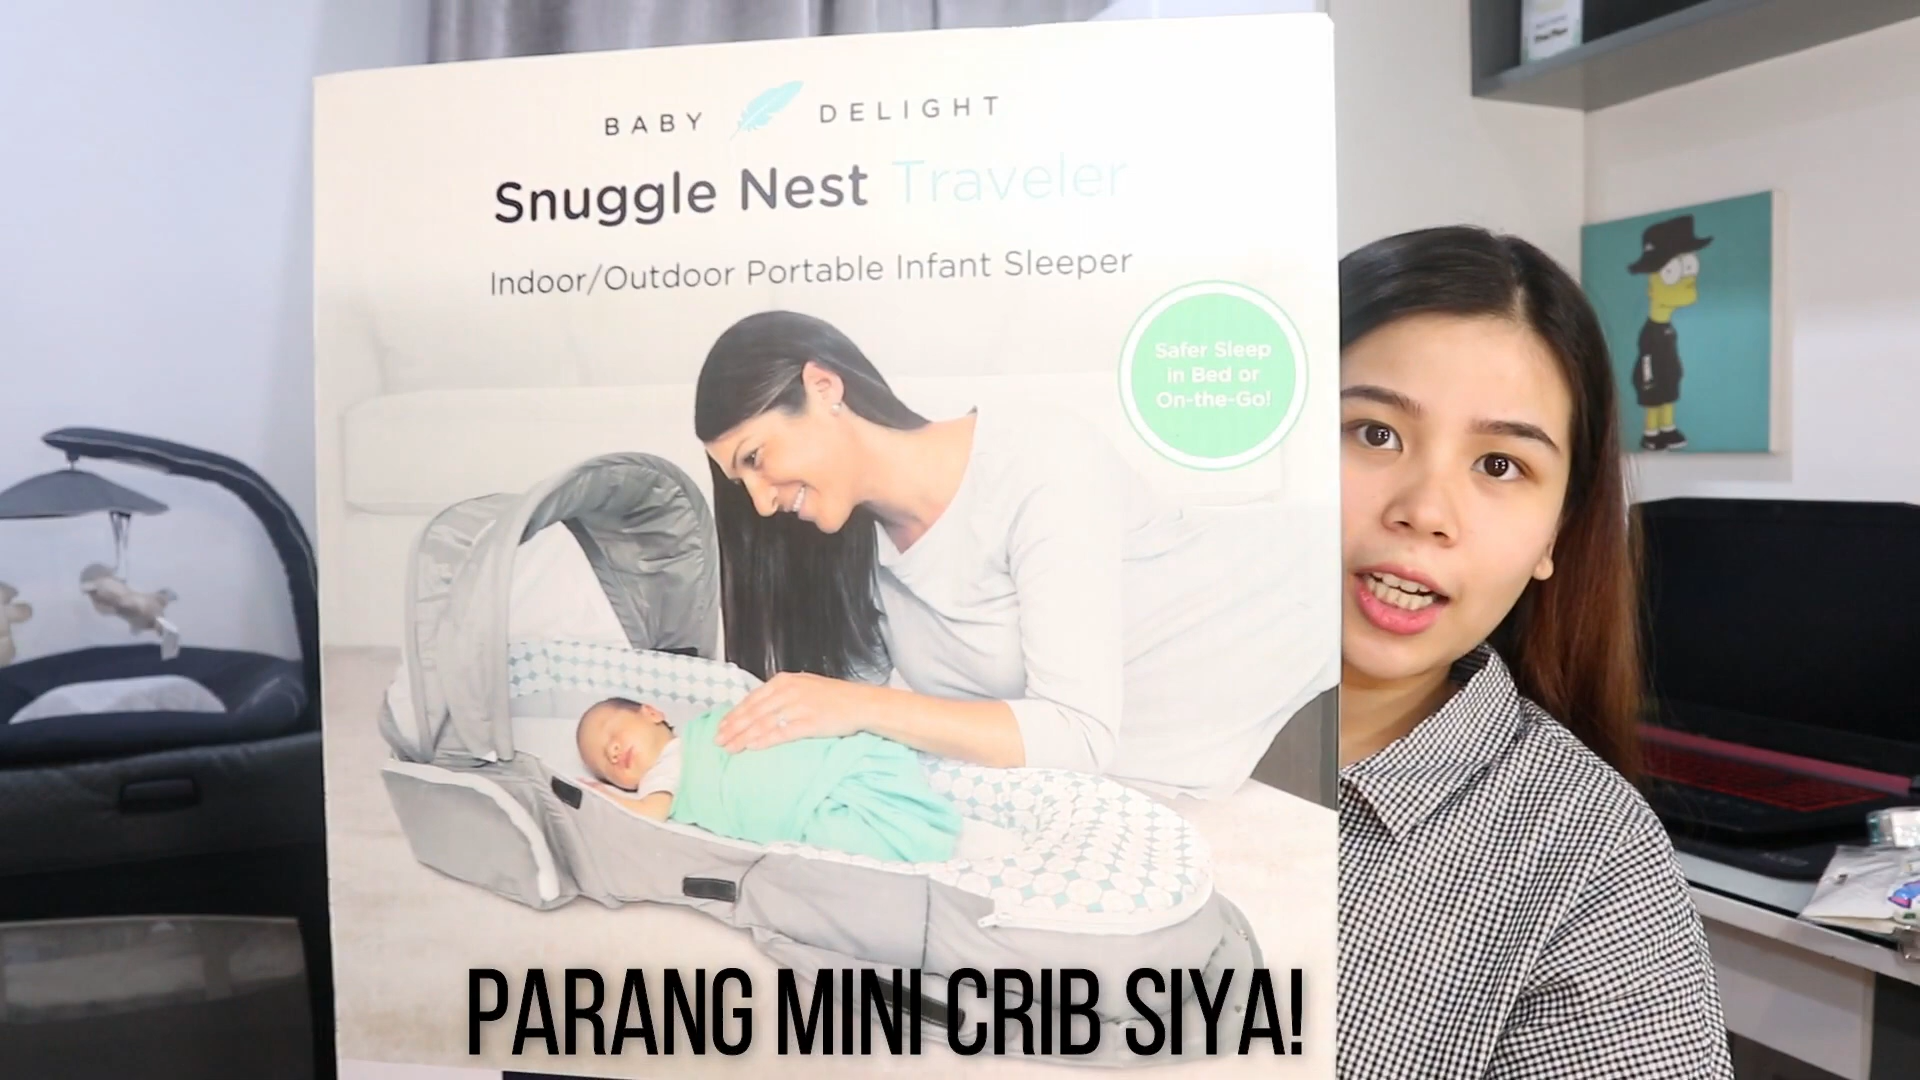 BABY DELIGHT
Snuggle Nest Traveler
Indoor/Outdoor Portable Infant Sleeper
Safer Sleep
in Bed or
On-the-Go!
PARANG MINI CRIB SIYA!